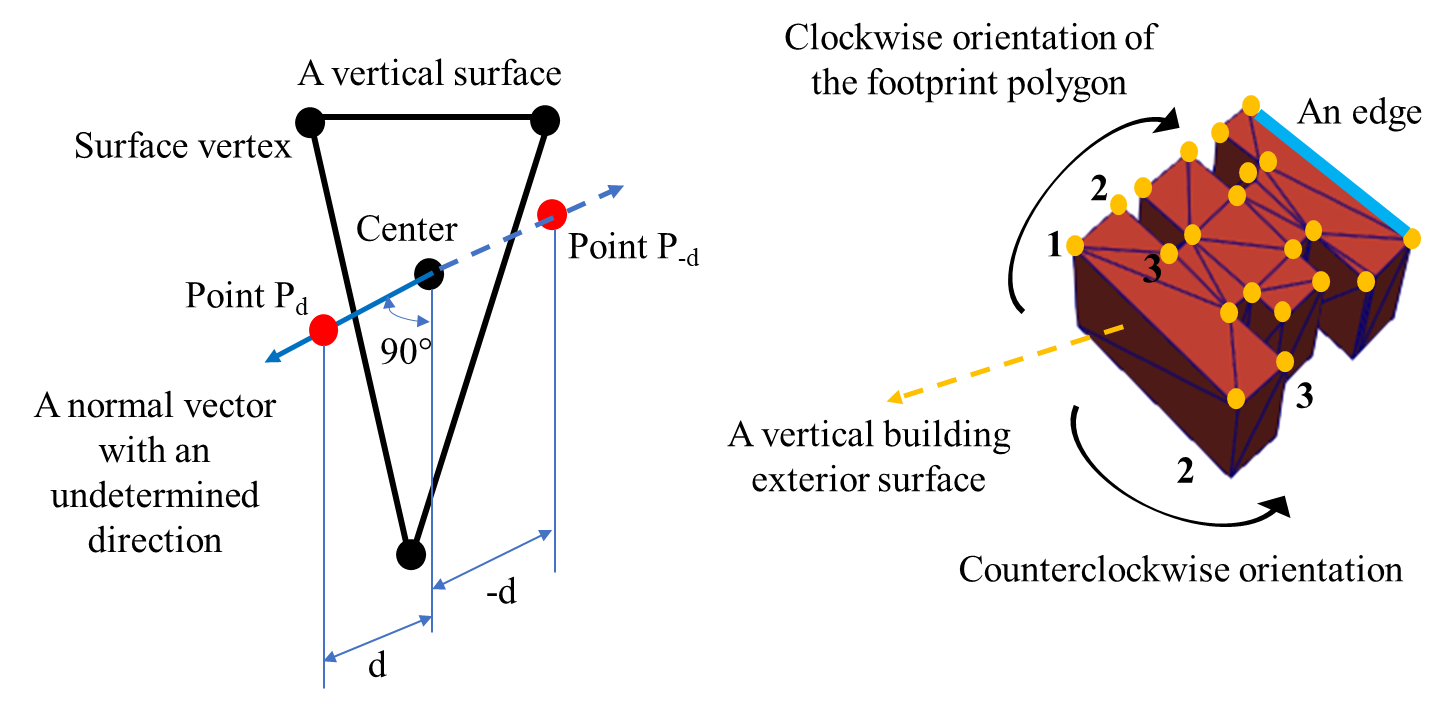 A vertical surface
Surface vertex
Center
Point P-d
Point Pd
90°
A normal vector
with an
undetermined
direction
-d
d
Clockwise orientation of
the footprint polygon
An edge
2
1
3
A vertical building
exterior surface
3
2
Counterclockwise orientation